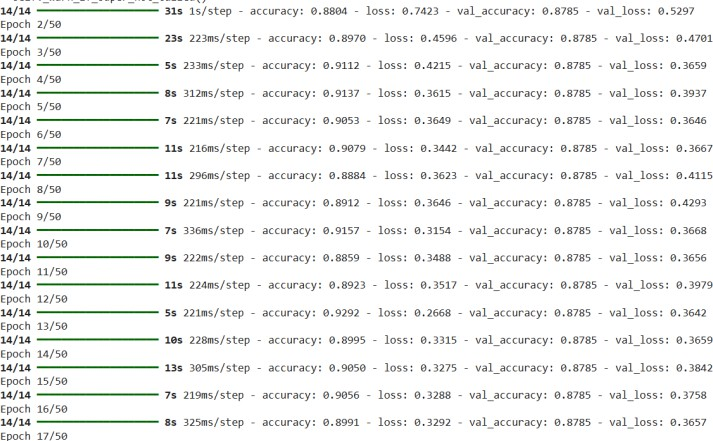 14/14 ━━━━━━━━━━━━━━━━━━━━ 31s 1s/step - accuracy: 0.8804 - loss: 0.7423 - val_accuracy: 0.8785 - val_loss: 0.5297
Epoch 2/50
14/14 ━━━━━━━━━━━━━━━━━━━━ 23s 223ms/step - accuracy: 0.8970 - loss: 0.4596 - val_accuracy: 0.8785 - val_loss: 0.4701
Epoch 3/50
14/14 ━━━━━━━━━━━━━━━━━━━━ 5s 233ms/step - accuracy: 0.9112 - loss: 0.4215 - val_accuracy: 0.8785 - val_loss: 0.3659
Epoch 4/50
14/14 ━━━━━━━━━━━━━━━━━━━━ 8s 312ms/step - accuracy: 0.9137 - loss: 0.3615 - val_accuracy: 0.8785 - val_loss: 0.3937
Epoch 5/50
14/14 ━━━━━━━━━━━━━━━━━━━━ 7s 221ms/step - accuracy: 0.9053 - loss: 0.3649 - val_accuracy: 0.8785 - val_loss: 0.3646
Epoch 6/50
14/14 ━━━━━━━━━━━━━━━━━━━━ 11s 216ms/step - accuracy: 0.9079 - loss: 0.3442 - val_accuracy: 0.8785 - val_loss: 0.3667
Epoch 7/50
14/14 ━━━━━━━━━━━━━━━━━━━━ 11s 296ms/step - accuracy: 0.8884 - loss: 0.3623 - val_accuracy: 0.8785 - val_loss: 0.4115
Epoch 8/50
14/14 ━━━━━━━━━━━━━━━━━━━━ 9s 221ms/step - accuracy: 0.8912 - loss: 0.3646 - val_accuracy: 0.8785 - val_loss: 0.4293
Epoch 9/50
14/14 ━━━━━━━━━━━━━━━━━━━━ 7s 336ms/step - accuracy: 0.9157 - loss: 0.3154 - val_accuracy: 0.8785 - val_loss: 0.3668
Epoch 10/50
14/14 ━━━━━━━━━━━━━━━━━━━━ 9s 222ms/step - accuracy: 0.8859 - loss: 0.3488 - val_accuracy: 0.8785 - val_loss: 0.3656
Epoch 11/50
14/14 ━━━━━━━━━━━━━━━━━━━━ 11s 224ms/step - accuracy: 0.8923 - loss: 0.3517 - val_accuracy: 0.8785 - val_loss: 0.3979
Epoch 12/50
14/14 ━━━━━━━━━━━━━━━━━━━━ 5s 221ms/step - accuracy: 0.9292 - loss: 0.2668 - val_accuracy: 0.8785 - val_loss: 0.3642
Epoch 13/50
14/14 ━━━━━━━━━━━━━━━━━━━━ 10s 228ms/step - accuracy: 0.8995 - loss: 0.3315 - val_accuracy: 0.8785 - val_loss: 0.3659
Epoch 14/50
14/14 ━━━━━━━━━━━━━━━━━━━━ 13s 305ms/step - accuracy: 0.9050 - loss: 0.3275 - val_accuracy: 0.8785 - val_loss: 0.3842
Epoch 15/50
14/14 ━━━━━━━━━━━━━━━━━━━━ 7s 219ms/step - accuracy: 0.9056 - loss: 0.3288 - val_accuracy: 0.8785 - val_loss: 0.3758
Epoch 16/50
14/14 ━━━━━━━━━━━━━━━━━━━━ 8s 325ms/step - accuracy: 0.8991 - loss: 0.3292 - val_accuracy: 0.8785 - val_loss: 0.3657
Epoch 17/50